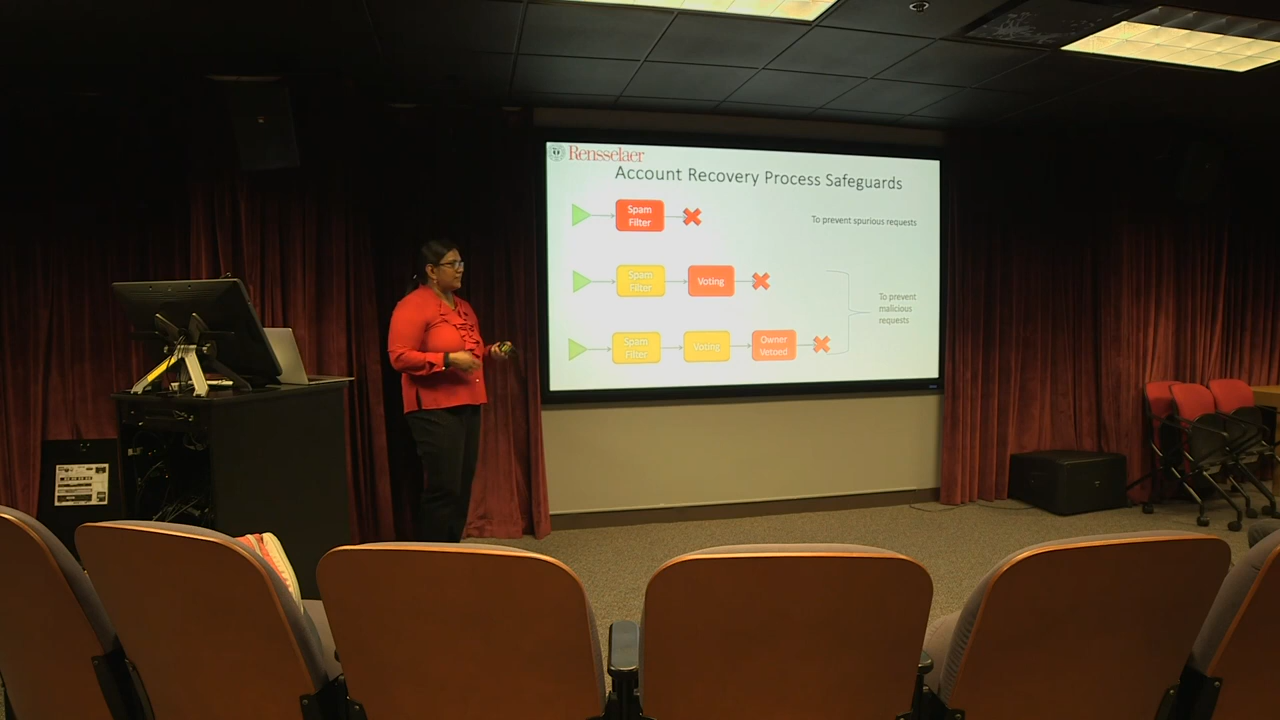 Rensselaer
Account Recovery Process Safeguards
Spam
Filter
To prevent spurious requests
Spam
Filter
Voting
To prevent
malicious
requests
Spam
Filter
Voting
Owner
Vetoed